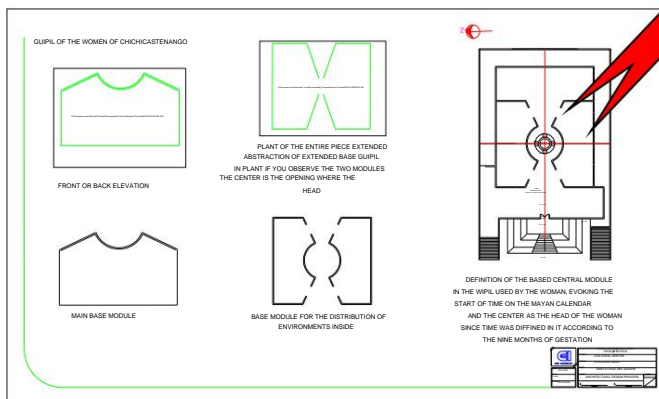 GUIPIL OF THE WOMEN OF CHICHICASTENANGO
FRONT OR BACK ELEVATION
MAIN BASE MODULE
PLANT OF THE ENTIRE PIECE EXTENDED
ABSTRACTION OF EXTENDED BASE GUIPIL
IN PLANT IF YOU OBSERVE THE TWO MODULES
THE CENTER IS THE OPENING WHERE THE
HEAD
BASE MODULE FOR THE DISTRIBUTION OF
ENVIRONMENTS INSIDE
DEFINITION OF THE BASED CENTRAL MODULE
IN THE WIPIL USED BY THE WOMAN, EVOKING THE
START OF TIME ON THE MAYAN CALENDAR
AND THE CENTER AS THE HEAD OF THE WOMAN
SINCE TIME WAS DIFFINED IN IT ACCORDING TO
THE NINE MONTHS OF GESTATION
CULTURAL CENTER
ARCHITECTURAL DESIGN PROCESS